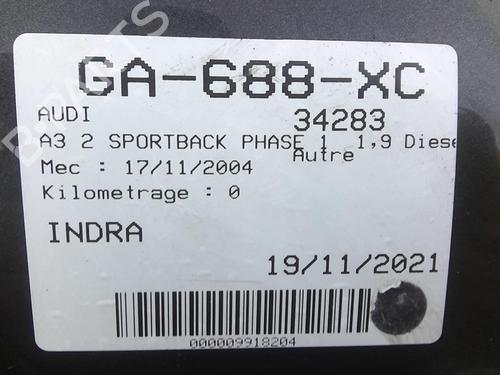 GA-688-XC
AUDI 34283
A3 2 SPORTBACK PHASE 1 1,9 Diese
Autre
Mec : 17/11/2004
Kilometrage : 0
INDRA
19/11/2021
000009918204